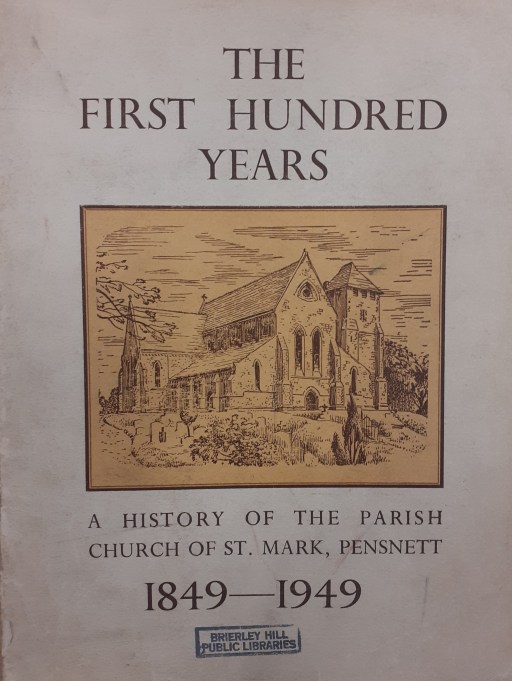 THE
FIRST HUNDRED
YEARS
A HISTORY OF THE PARISH
CHURCH OF ST. MARK, PENSNETT
1849—1949
BRIERLEY HILL
PUBLIC LIBRARIES